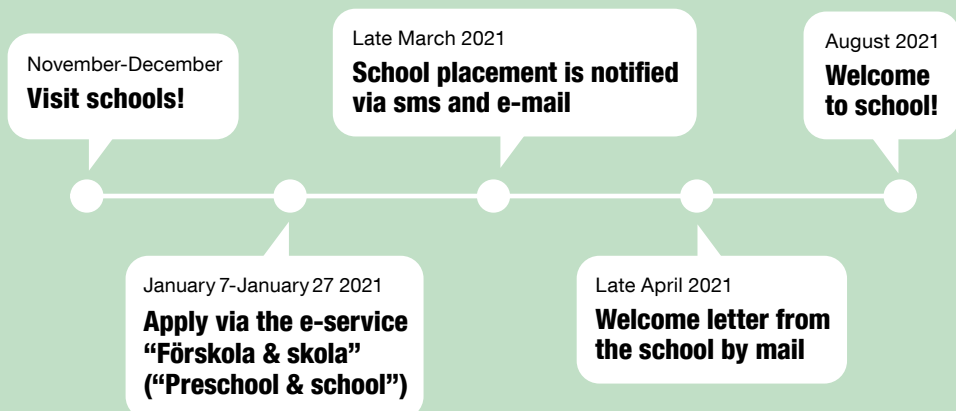 November-December
Visit schools!
January 7-January 27 2021
Apply via the e-service
“Förskola & skola”
(“Preschool & school”)
Late March 2021
School placement is notified
via sms and e-mail
Late April 2021
Welcome letter from
the school by mail
August 2021
Welcome
to school!